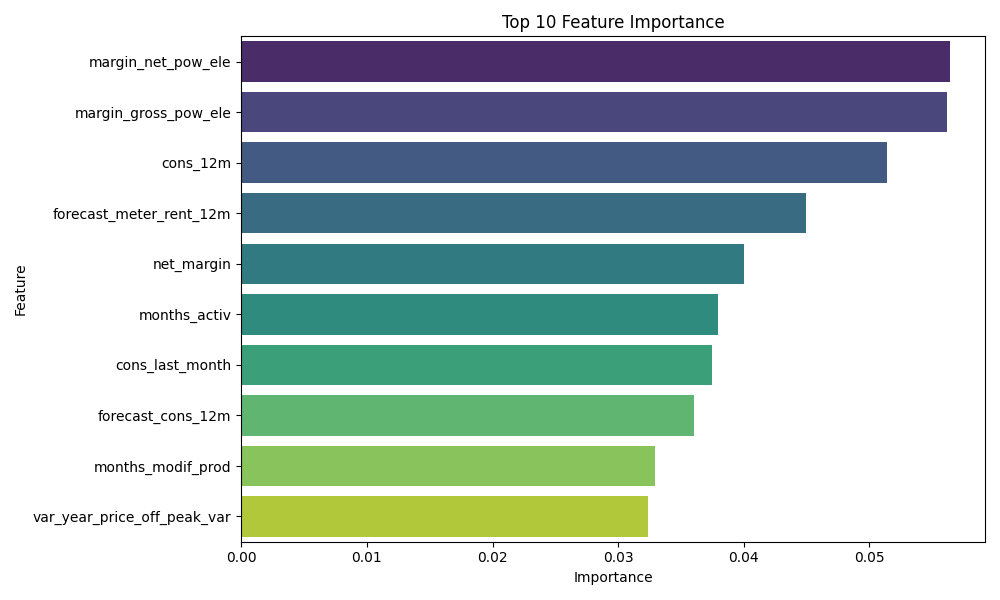 Top 10 Feature Importance
Feature
margin_net_pow_ele
margin_gross_pow_ele
cons_12m
forecast_meter_rent_12m
net_margin
months_activ
cons_last_month
forecast_cons_12m
months_modif_prod
var_year_price_off_peak_var
0.00 0.01 0.02 0.03 0.04 0.05
Importance